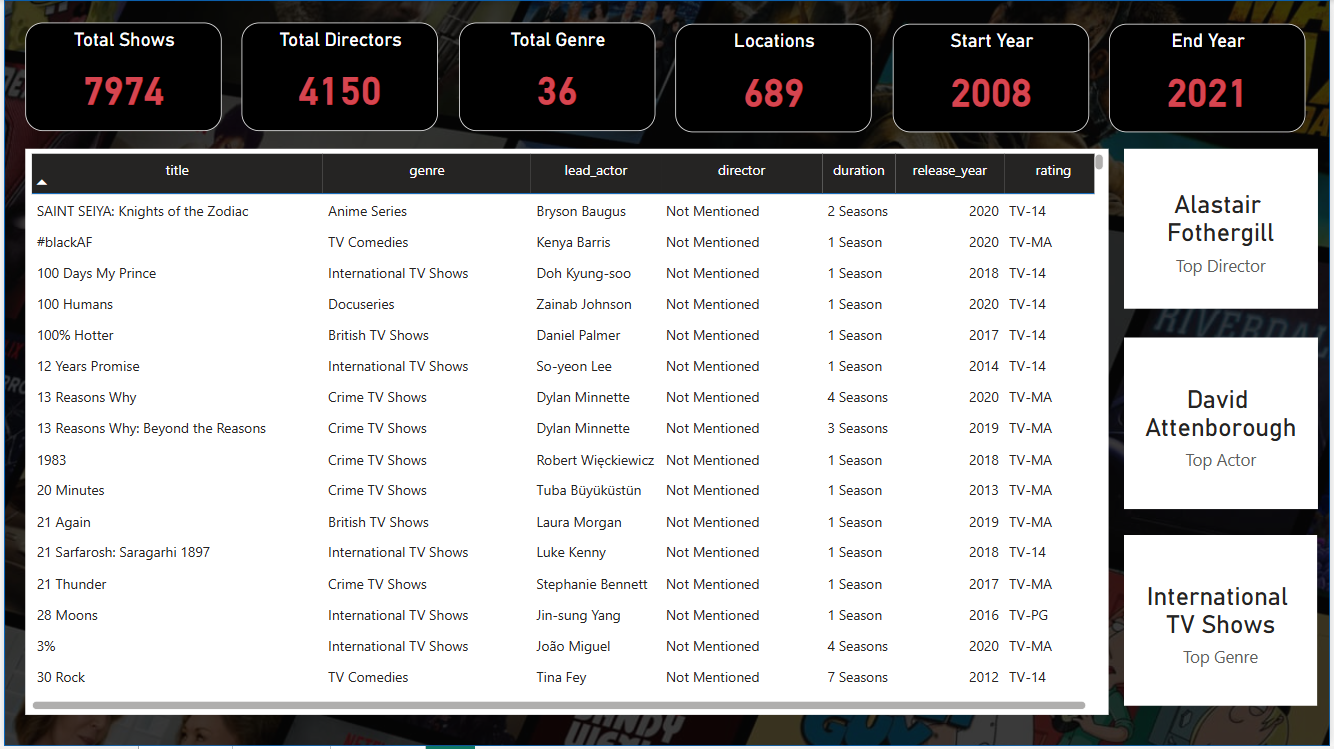 Total Shows
7974
Total Directors
4150
Total Genre
36
Locations
689
Start Year
2008
End Year
2021
title genre lead_actor director duration release_year rating
SAINT SEIYA: Knights of the Zodiac Anime Series Bryson Baugus Not Mentioned 2 Seasons 2020 TV-14
#blackAF TV Comedies Kenya Barris Not Mentioned 1 Season 2020 TV-MA
100 Days My Prince International TV Shows Doh Kyung-soo Not Mentioned 1 Season 2018 TV-14
100 Humans Docuseries Zainab Johnson Not Mentioned 1 Season 2020 TV-14
100% Hotter British TV Shows Daniel Palmer Not Mentioned 1 Season 2017 TV-14
12 Years Promise International TV Shows So-yeon Lee Not Mentioned 1 Season 2014 TV-14
13 Reasons Why Crime TV Shows Dylan Minnette Not Mentioned 4 Seasons 2020 TV-MA
13 Reasons Why: Beyond the Reasons Crime TV Shows Dylan Minnette Not Mentioned 3 Seasons 2019 TV-MA
1983 Crime TV Shows Robert Więckiewicz Not Mentioned 1 Season 2018 TV-MA
20 Minutes Crime TV Shows Tuba Büyüküstün Not Mentioned 1 Season 2013 TV-MA
21 Again British TV Shows Laura Morgan Not Mentioned 1 Season 2019 TV-MA
21 Sarfarosh: Saragarhi 1897 International TV Shows Luke Kenny Not Mentioned 1 Season 2018 TV-14
21 Thunder Crime TV Shows Stephanie Bennett Not Mentioned 1 Season 2017 TV-MA
28 Moons International TV Shows Jin-sung Yang Not Mentioned 1 Season 2016 TV-PG
3% International TV Shows João Miguel Not Mentioned 4 Seasons 2020 TV-MA
30 Rock TV Comedies Tina Fey Not Mentioned 7 Seasons 2012 TV-14
Alastair
Fothergill
Top Director
RIVERDAL
David
Attenborough
Top Actor
International
TV Shows
Top Genre